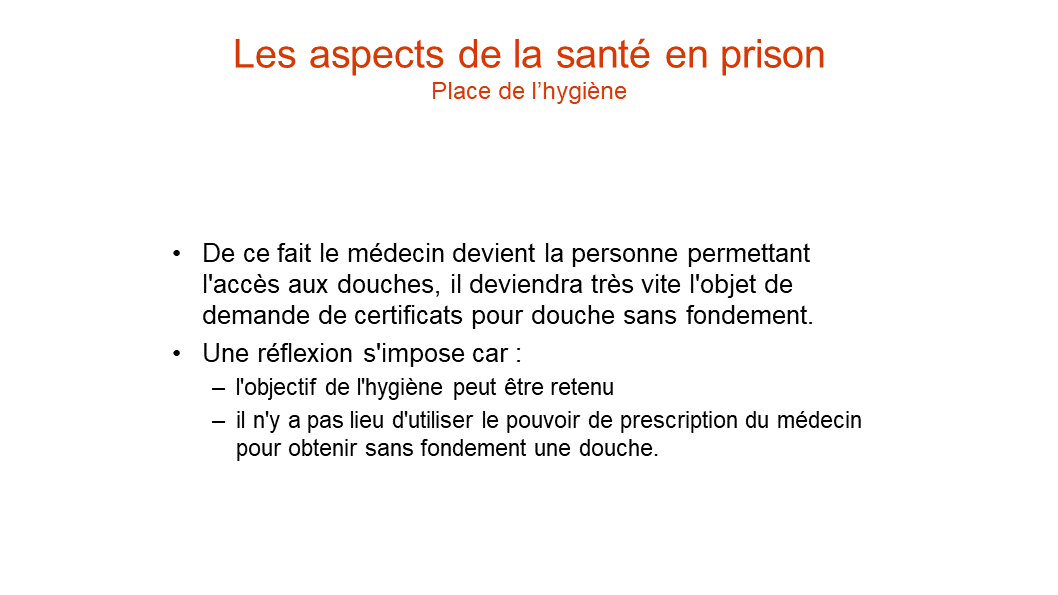 Les aspects de la santé en prison
Place de l’hygiène
• De ce fait le médecin devient la personne permettant
l'accès aux douches, il deviendra très vite l'objet de
demande de certificats pour douche sans fondement.
• Une réflexion s'impose car :
– l'objectif de l'hygiène peut être retenu
– il n'y a pas lieu d'utiliser le pouvoir de prescription du médecin
pour obtenir sans fondement une douche.